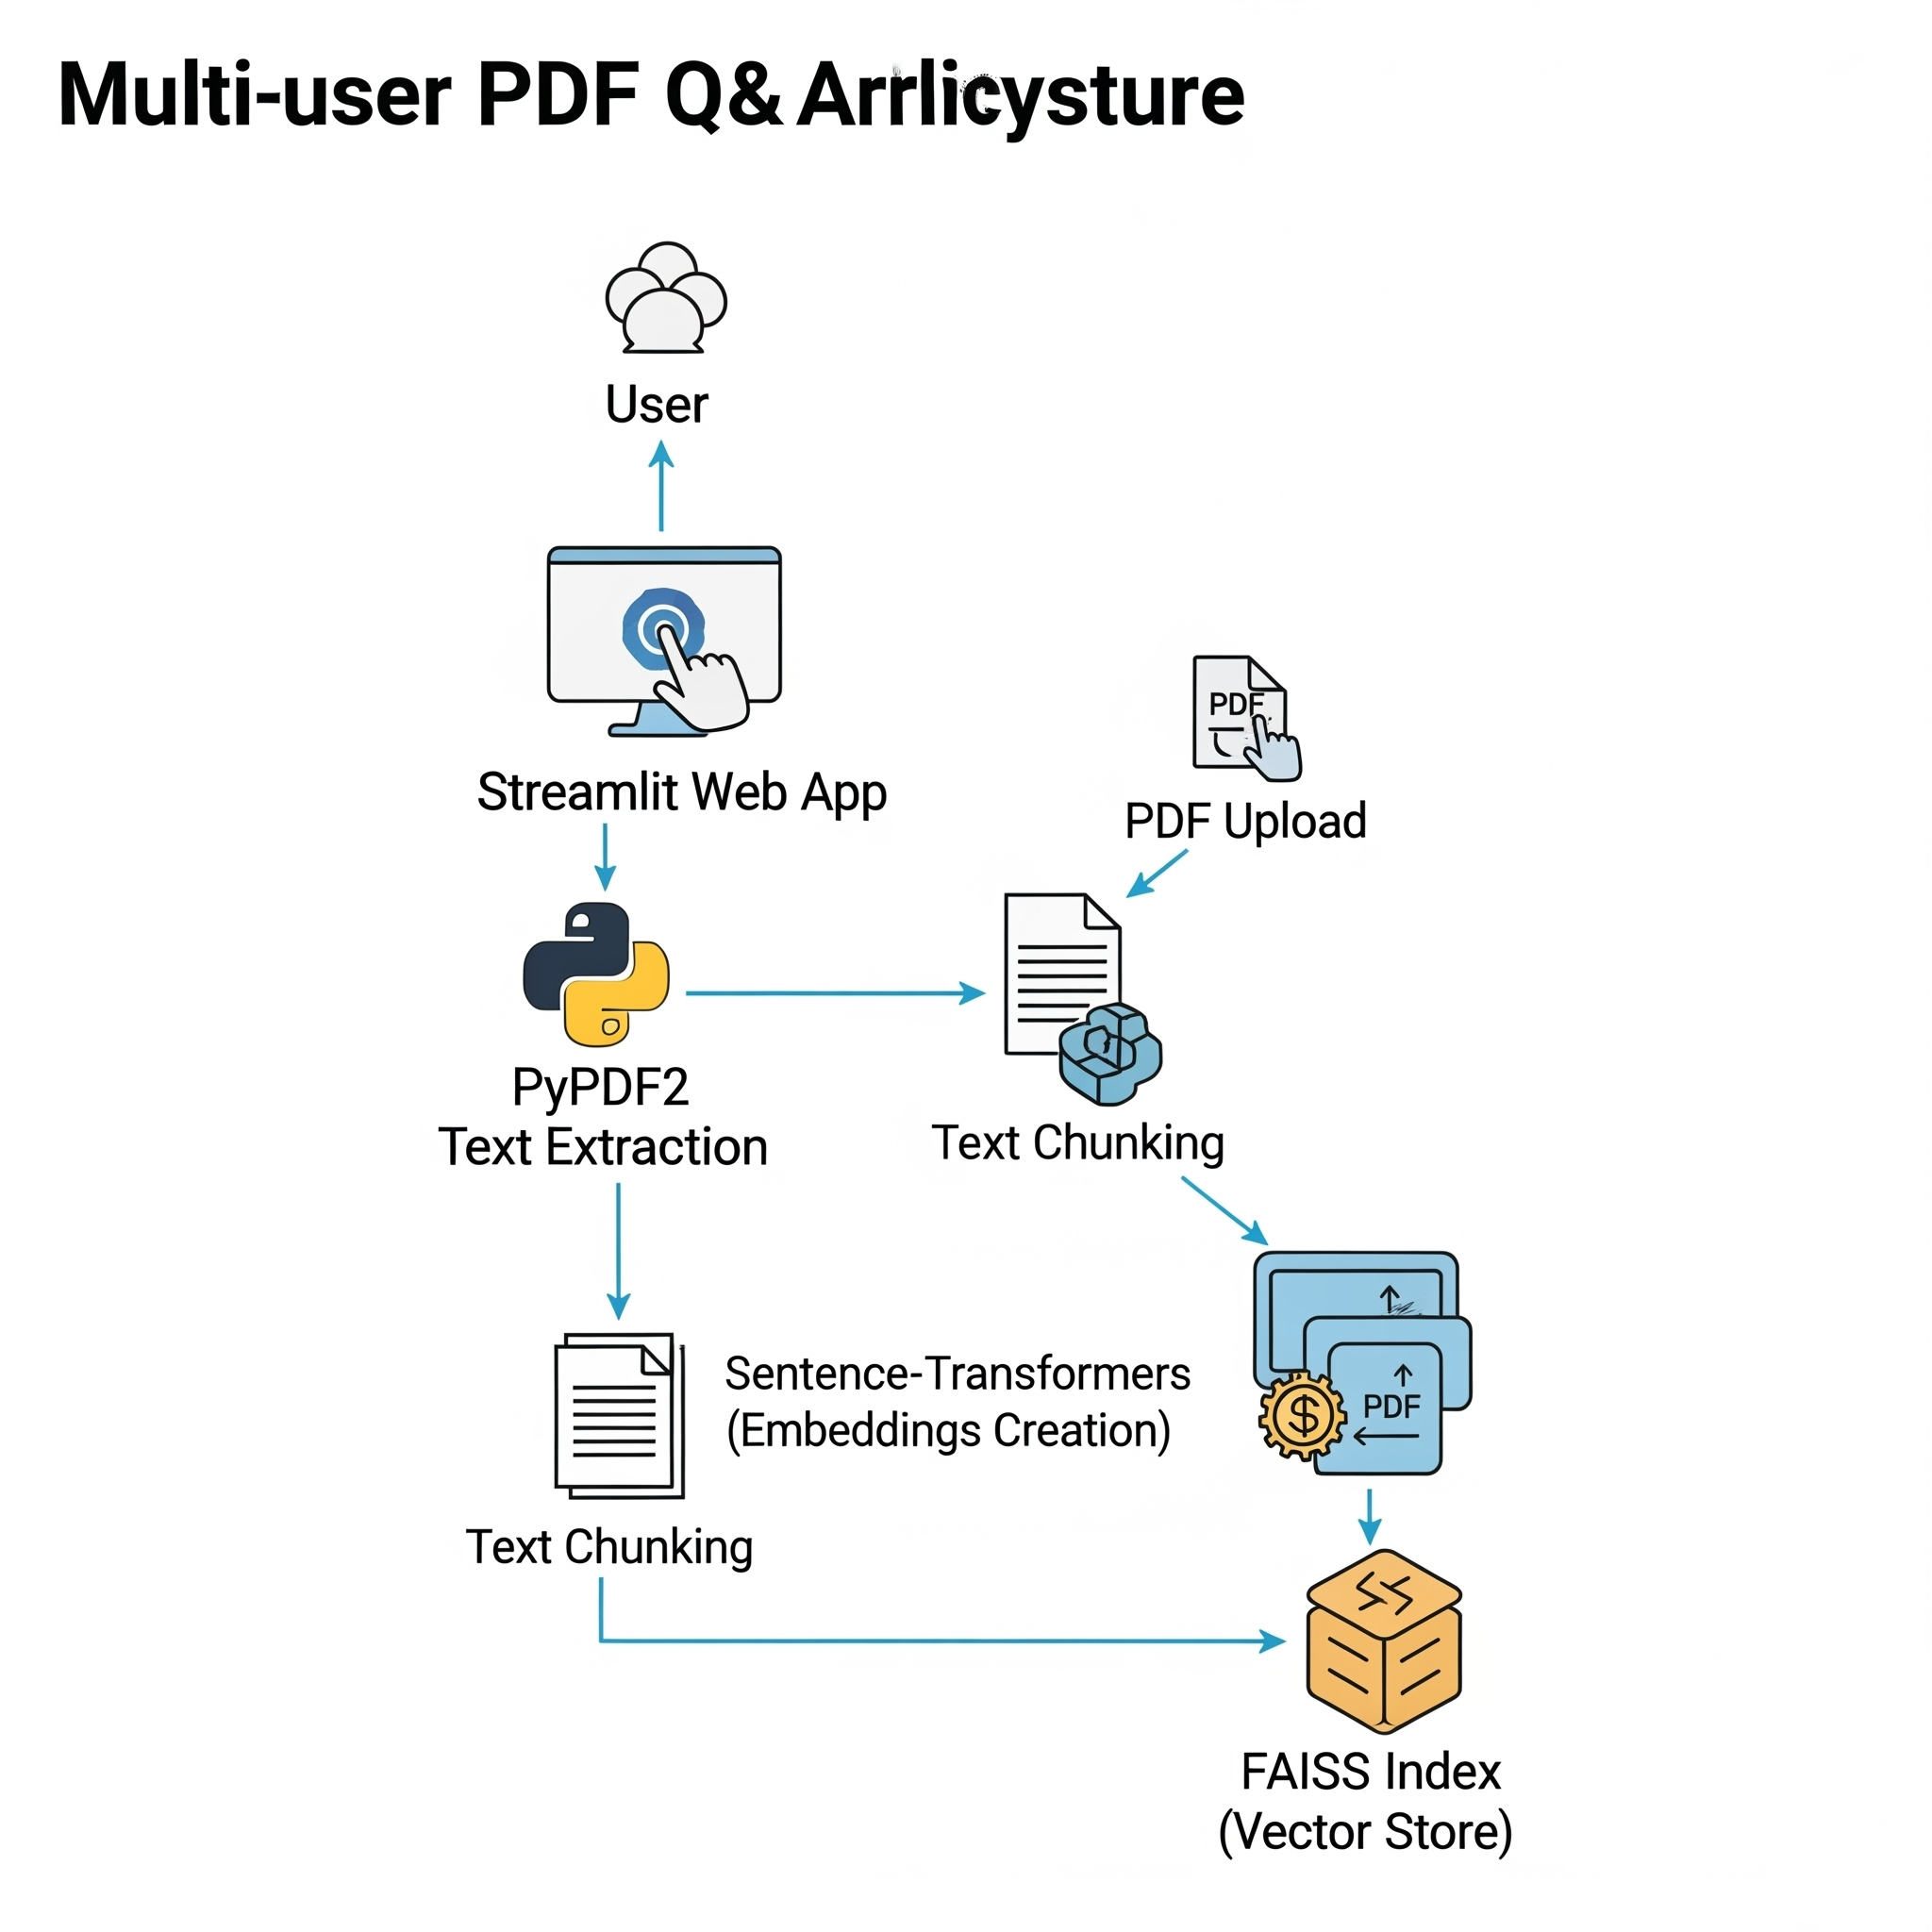 Multi-user PDF Q& Arrlicysture
User
Streamlit Web App
PDF
PDF Upload
PyPDF2
Text Extraction
Text Chunking
Sentence-Transformers
(Embeddings Creation)
$
PDF
Text Chunking
FAISS Index
(Vector Store)